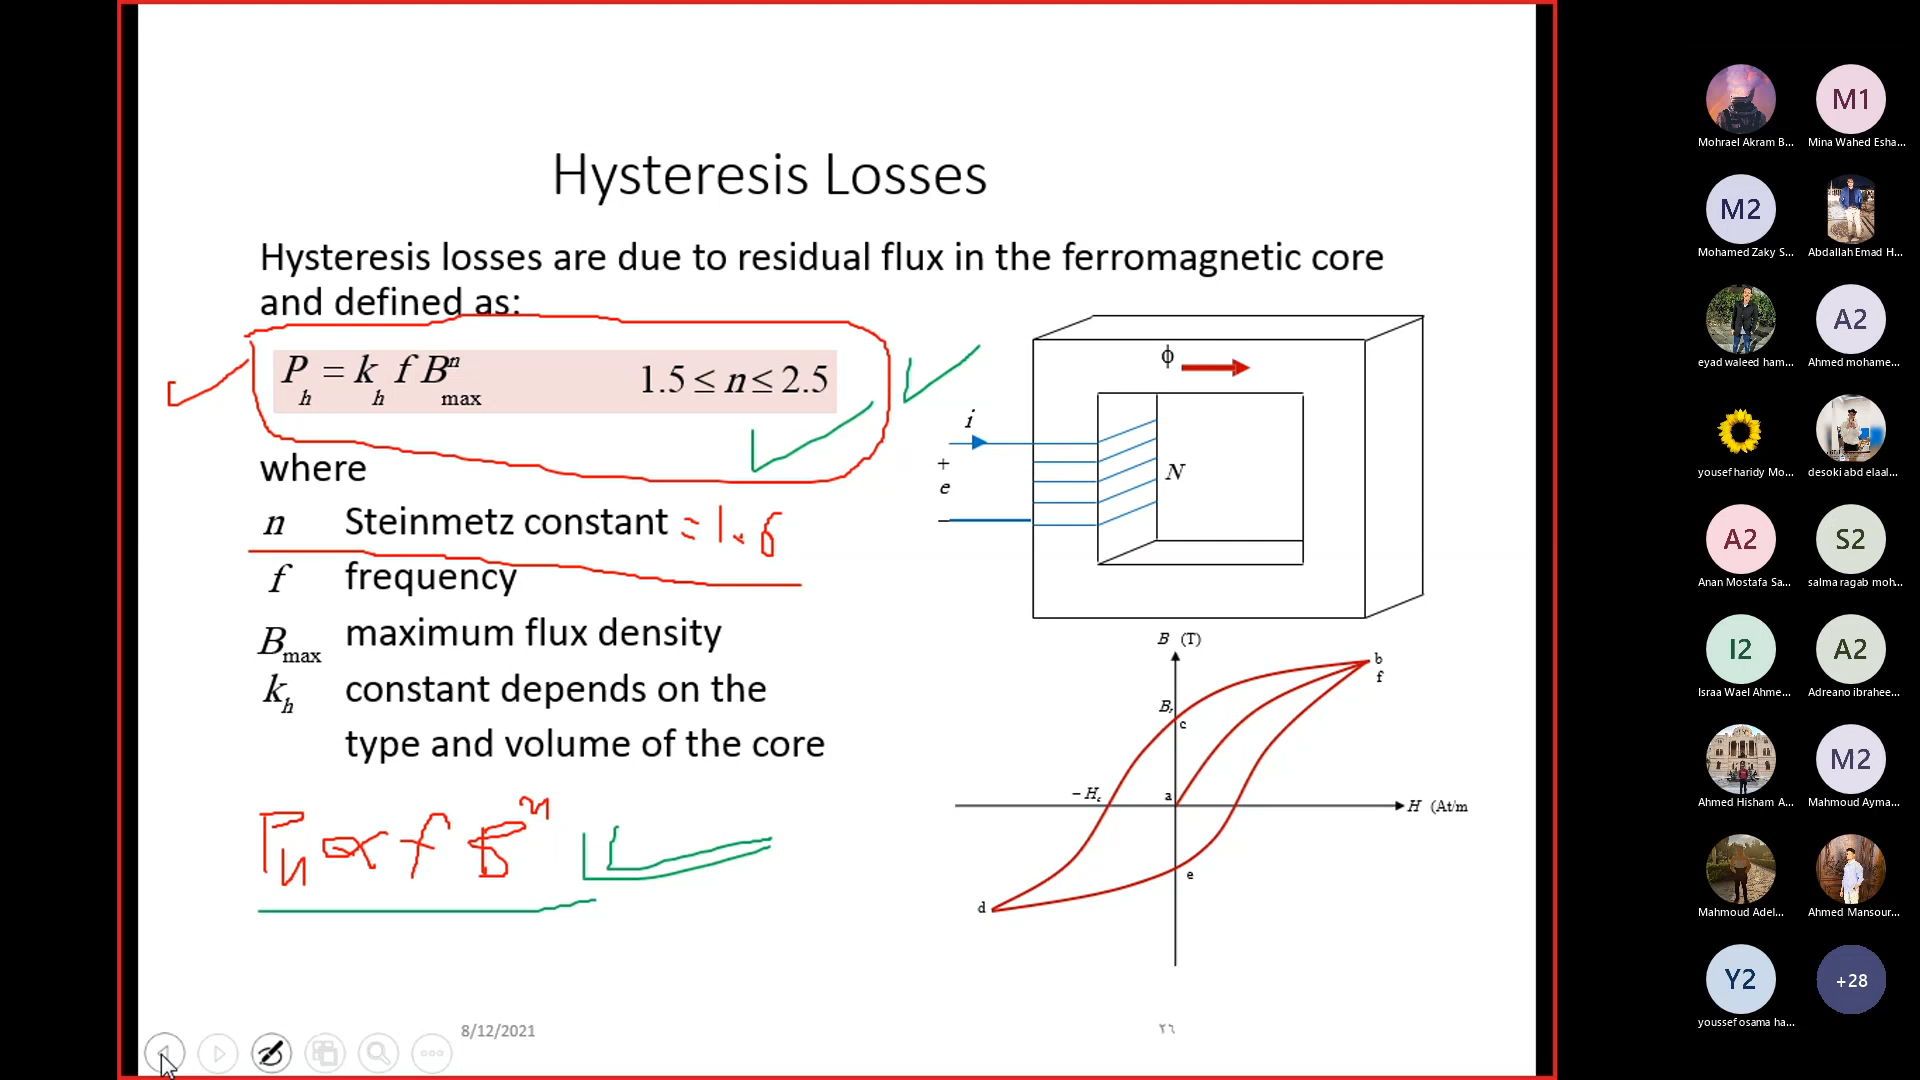 Hysteresis Losses
Hysteresis losses are due to residual flux in the ferromagnetic core
and defined as:
P_h = k_h f B^n_max 1.5 ≤ n ≤ 2.5
where
n Steinmetz constant = 1.6
f frequency
B_max maximum flux density
k_h constant depends on the
type and volume of the core
P_h ∝ f B^n
ϕ
i
+
e
−
N
B (T)
b
f
B_r
c
− H_c
a
H (At/m
e
d
8/12/2021
٢٦
Mohrael Akram B...
M1
Mina Wahed Esha...
M2
Mohamed Zaky S...
Abdallah Emad H...
eyad waleed ham...
A2
Ahmed mohame...
yousef haridy Mo...
desoki abd elaal...
A2
Anan Mostafa Sa...
S2
salma ragab moh...
I2
Israa Wael Ahme...
A2
Adreano ibrahee...
Ahmed Hisham A...
M2
Mahmoud Ayma...
Mahmoud Adel...
Ahmed Mansour...
Y2
youssef osama ha...
+28